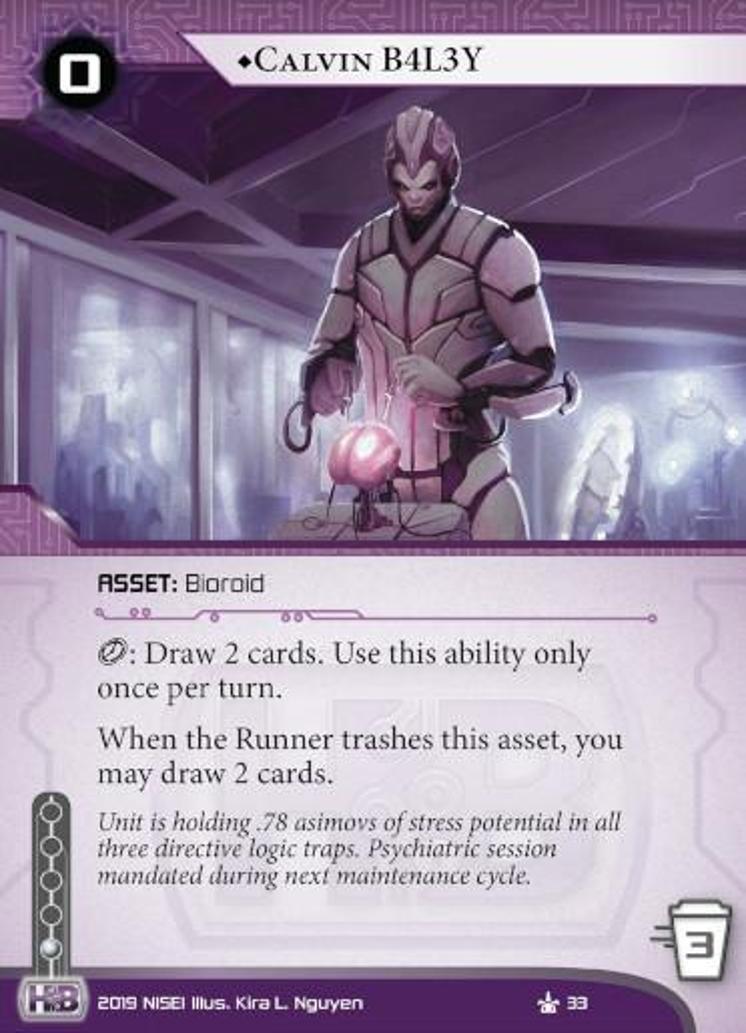 0
◆CALVIN B4L3Y
ASSET: Bioroid
: Draw 2 cards. Use this ability only
once per turn.
When the Runner trashes this asset, you
may draw 2 cards.
Unit is holding .78 asimovs of stress potential in all
three directive logic traps. Psychiatric session
mandated during next maintenance cycle.
3
HB 2019 NISEI Illus. Kira L. Nguyen 33